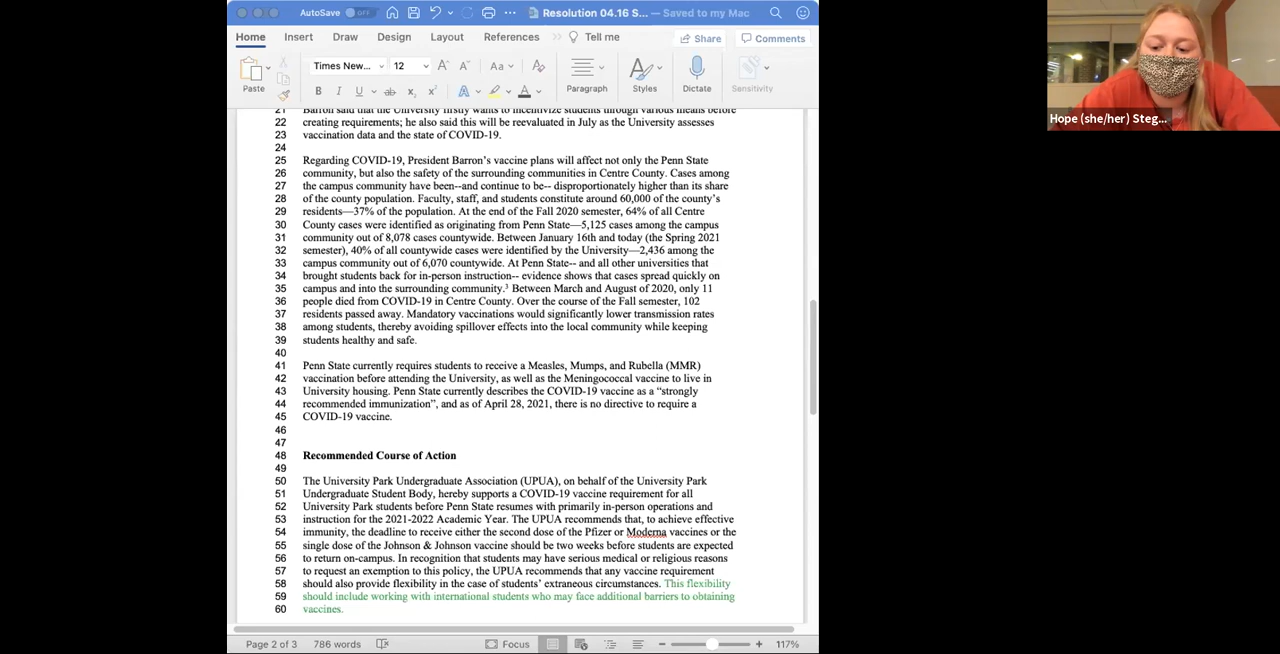 AutoSave OFF Resolution 04.16 S... — Saved to my Mac
Home Insert Draw Design Layout References Tell me Share Comments
Paste Times New... 12 A A Aa A Paragraph Styles Dictate Sensitivity
B I U ab x₂ x² A A
21 Barron said that the University firstly wants to incentivize students through various means before
22 creating requirements; he also said this will be reevaluated in July as the University assesses
23 vaccination data and the state of COVID-19.
24
25 Regarding COVID-19, President Barron's vaccine plans will affect not only the Penn State
26 community, but also the safety of the surrounding communities in Centre County. Cases among
27 the campus community have been--and continue to be-- disproportionately higher than its share
28 of the county population. Faculty, staff, and students constitute around 60,000 of the county's
29 residents—37% of the population. At the end of the Fall 2020 semester, 64% of all Centre
30 County cases were identified as originating from Penn State—5,125 cases among the campus
31 community out of 8,078 cases countywide. Between January 16th and today (the Spring 2021
32 semester), 40% of all countywide cases were identified by the University—2,436 among the
33 campus community out of 6,070 countywide. At Penn State-- and all other universities that
34 brought students back for in-person instruction-- evidence shows that cases spread quickly on
35 campus and into the surrounding community.³ Between March and August of 2020, only 11
36 people died from COVID-19 in Centre County. Over the course of the Fall semester, 102
37 residents passed away. Mandatory vaccinations would significantly lower transmission rates
38 among students, thereby avoiding spillover effects into the local community while keeping
39 students healthy and safe.
40
41 Penn State currently requires students to receive a Measles, Mumps, and Rubella (MMR)
42 vaccination before attending the University, as well as the Meningococcal vaccine to live in
43 University housing. Penn State currently describes the COVID-19 vaccine as a “strongly
44 recommended immunization”, and as of April 28, 2021, there is no directive to require a
45 COVID-19 vaccine.
46
47
48 Recommended Course of Action
49
50 The University Park Undergraduate Association (UPUA), on behalf of the University Park
51 Undergraduate Student Body, hereby supports a COVID-19 vaccine requirement for all
52 University Park students before Penn State resumes with primarily in-person operations and
53 instruction for the 2021-2022 Academic Year. The UPUA recommends that, to achieve effective
54 immunity, the deadline to receive either the second dose of the Pfizer or Moderna vaccines or the
55 single dose of the Johnson & Johnson vaccine should be two weeks before students are expected
56 to return on-campus. In recognition that students may have serious medical or religious reasons
57 to request an exemption to this policy, the UPUA recommends that any vaccine requirement
58 should also provide flexibility in the case of students' extraneous circumstances. This flexibility
59 should include working with international students who may face additional barriers to obtaining
60 vaccines.
Page 2 of 3 786 words Focus 117%
Hope (she/her) Steg...